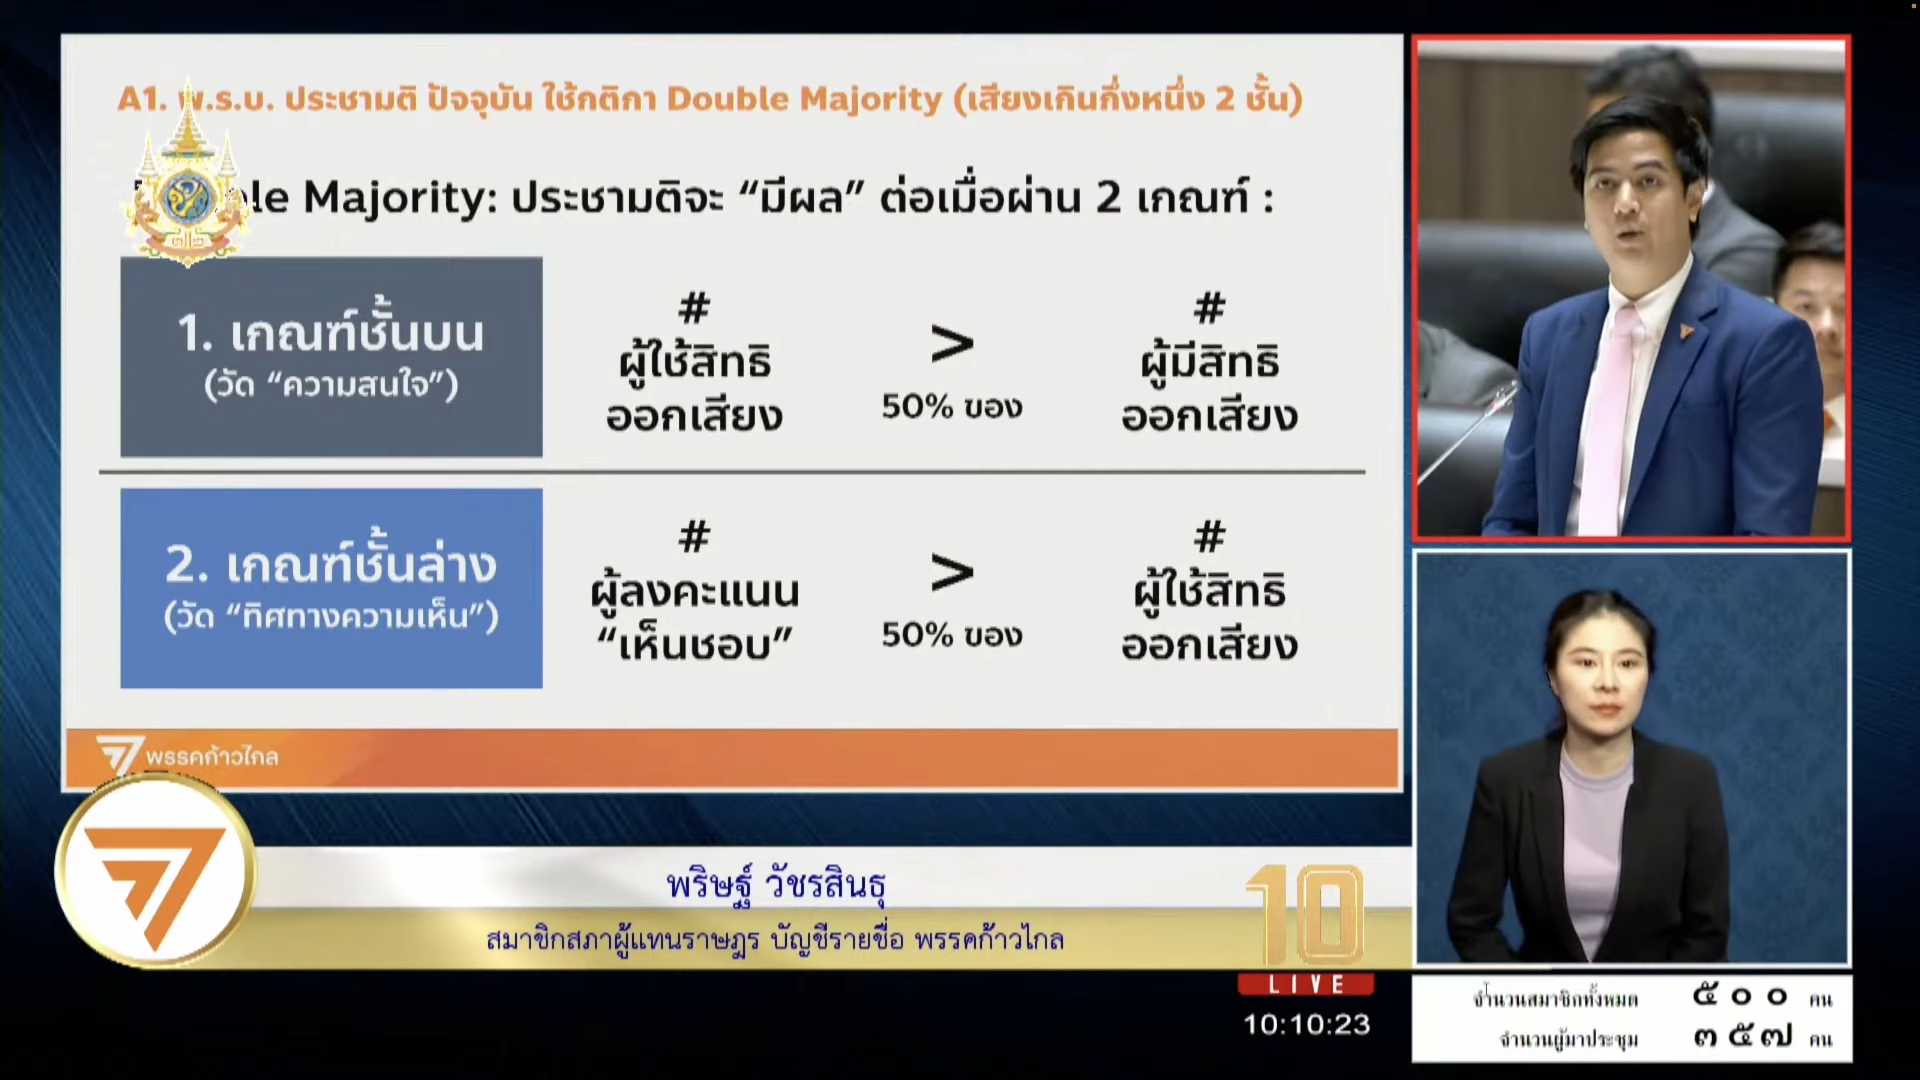 A1. พ.ร.บ. ประชามติ ปัจจุบัน ใช้กติกา Double Majority (เสียงเกินกึ่งหนึ่ง 2 ชั้น)
Majority: ประชามติจะ “มีผล” ต่อเมื่อผ่าน 2 เกณฑ์ :
1. เกณฑ์ชั้นบน
(วัด “ความสนใจ”)
#
ผู้ใช้สิทธิ
ออกเสียง
>
50% ของ
#
ผู้มีสิทธิ
ออกเสียง
2. เกณฑ์ชั้นล่าง
(วัด “ทิศทางความเห็น”)
#
ผู้ลงคะแนน
“เห็นชอบ”
>
50% ของ
#
ผู้ใช้สิทธิ
ออกเสียง
พรรคก้าวไกล
พริษฐ์ วัชรสินธุ
สมาชิกสภาผู้แทนราษฎร บัญชีรายชื่อ พรรคก้าวไกล
10
LIVE
10:10:23
จำนวนสมาชิกทั้งหมด ๕๐๐ คน
จำนวนผู้มาประชุม ๓๕๗ คน